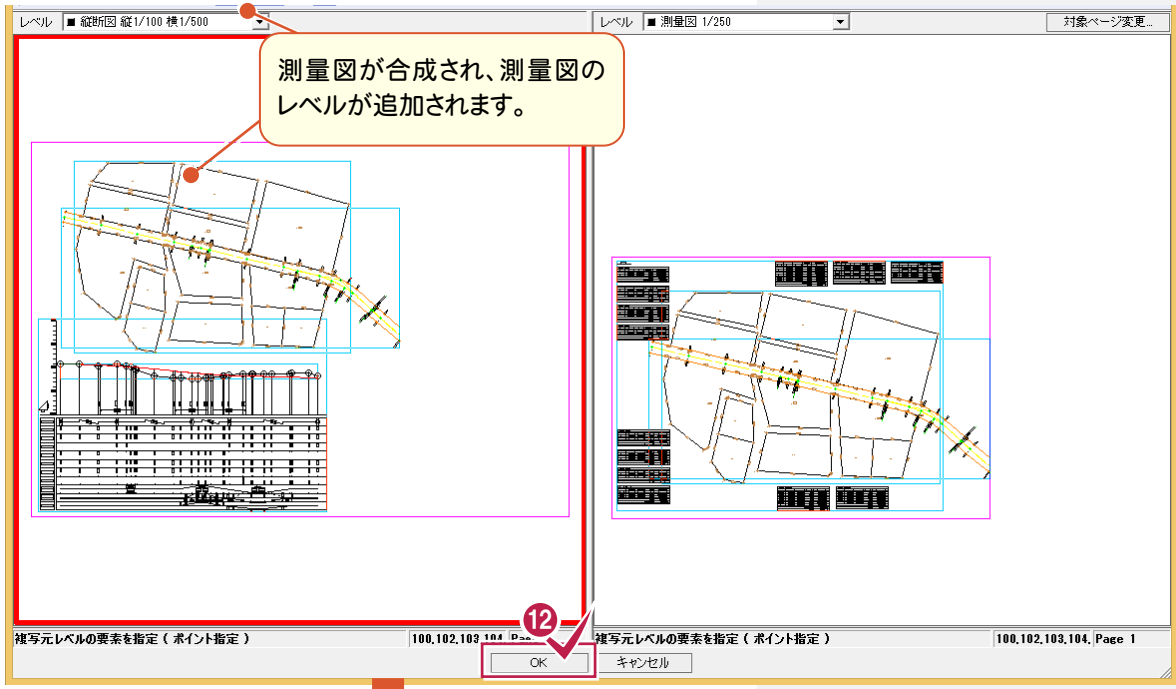 レベル ■ 縦断図 縦1/100 横1/500
レベル ■ 測量図 1/250
対象ページ変更...
測量図が合成され、測量図の
レベルが追加されます。
複写元レベルの要素を指定 ( ポイント指定 )
100,102,103,104
複写元レベルの要素を指定 ( ポイント指定 )
100,102,103,104, Page 1
12
OK
キャンセル